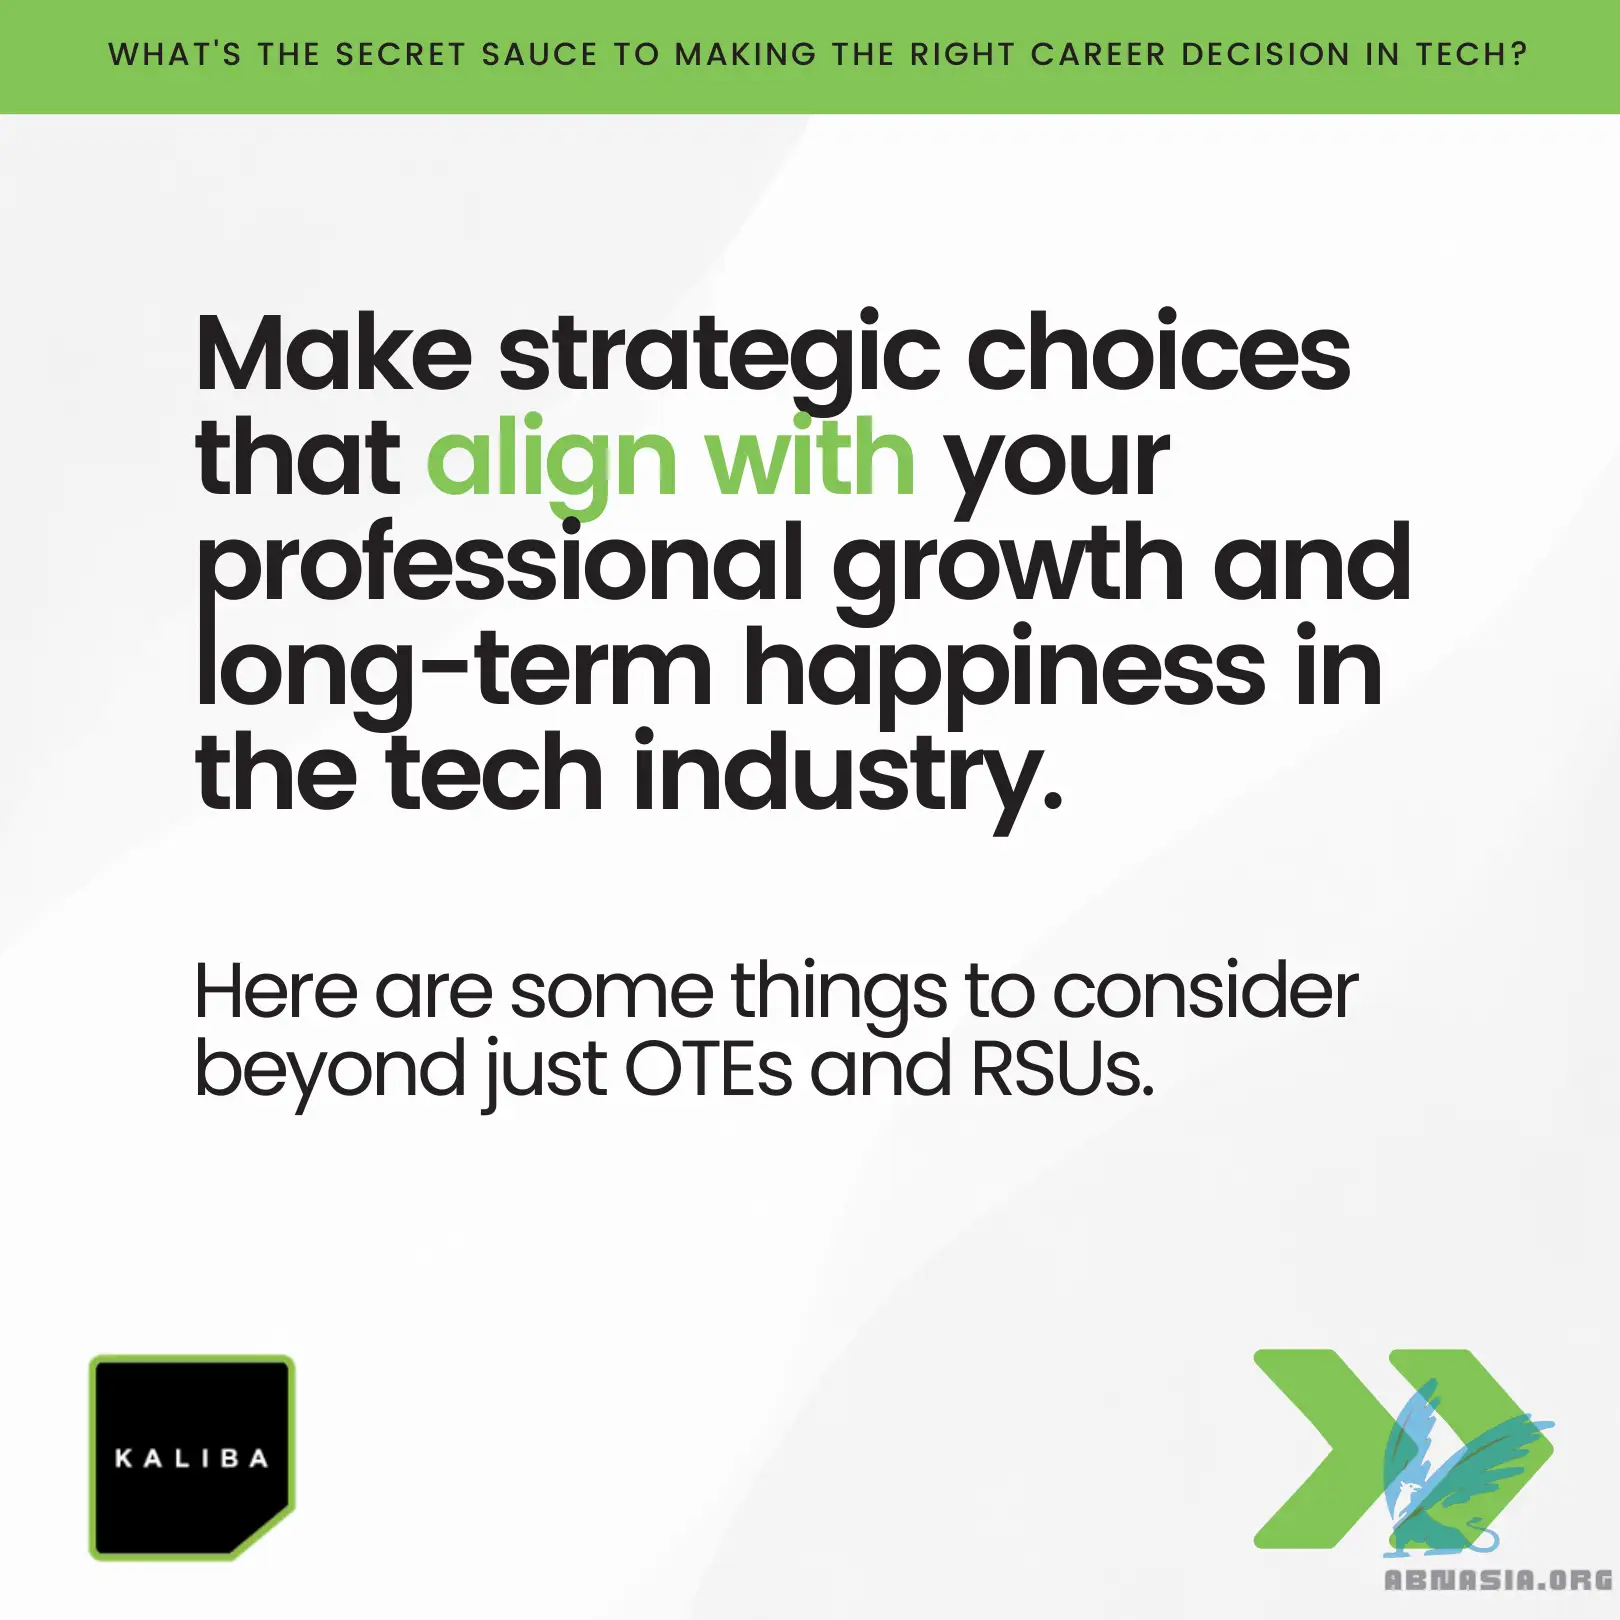 WHAT'S THE SECRET SAUCE TO MAKING THE RIGHT CAREER DECISION IN TECH?
Make strategic choices
that align with your
professional growth and
long-term happiness in
the tech industry.
Here are some things to consider
beyond just OTEs and RSUs.
KALIBA
ABNASIA.ORG